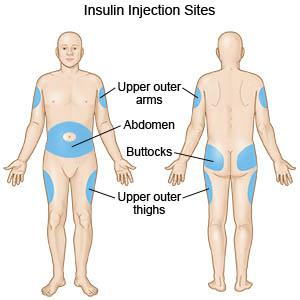 Insulin Injection Sites
Upper outer
arms
Abdomen
Buttocks
Upper outer
thighs